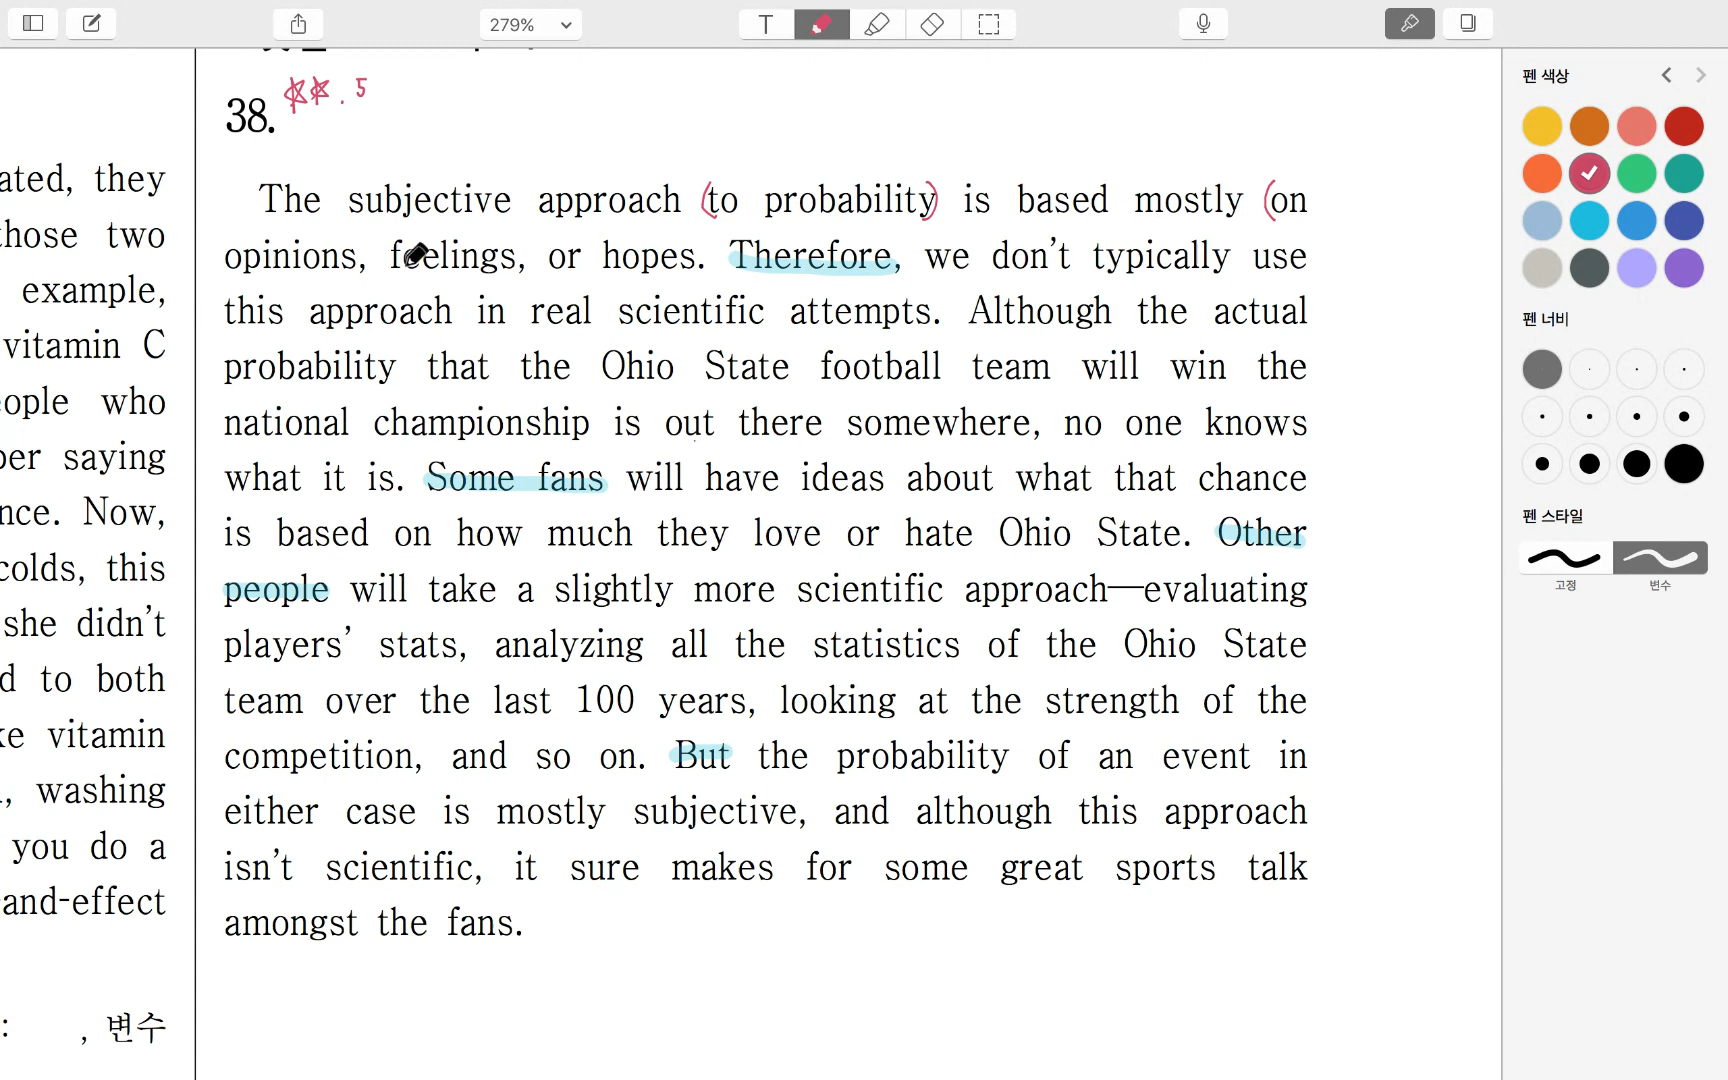 279%
T
펜 색상
38.
.5
The subjective approach (to probability) is based mostly (on
opinions, feelings, or hopes. Therefore, we don't typically use
this approach in real scientific attempts. Although the actual
probability that the Ohio State football team will win the
national championship is out there somewhere, no one knows
what it is. Some fans will have ideas about what that chance
is based on how much they love or hate Ohio State. Other
people will take a slightly more scientific approach—evaluating
players' stats, analyzing all the statistics of the Ohio State
team over the last 100 years, looking at the strength of the
competition, and so on. But the probability of an event in
either case is mostly subjective, and although this approach
isn't scientific, it sure makes for some great sports talk
amongst the fans.
ated, they
those two
example,
vitamin C
eople who
per saying
nce. Now,
colds, this
she didn't
d to both
ke vitamin
, washing
you do a
-and-effect
: , 변수
펜 너비
펜 스타일
고정
변수